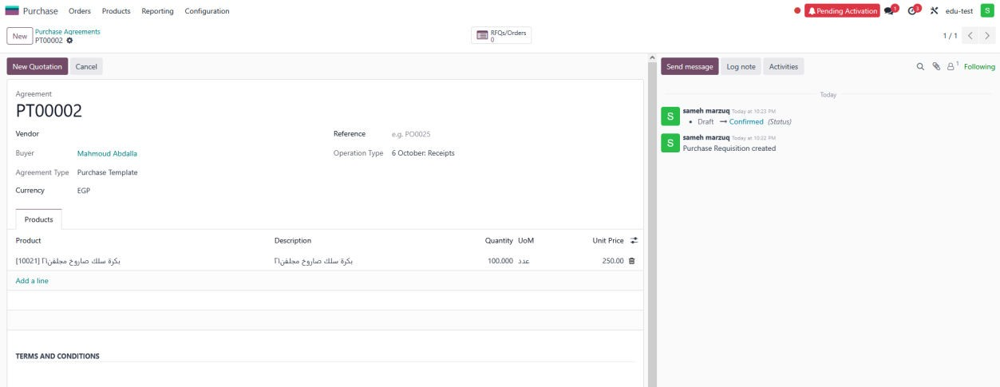 Purchase Orders Products Reporting Configuration Pending Activation 1 3 edu-test S
New Purchase Agreements RFQs/Orders 1 / 1
PT00002 0
New Quotation Cancel Send message Log note Activities 1 Following
Agreement
PT00002
Today
sameh marzuq Today at 10:23 PM
S
Draft → Confirmed (Status)
sameh marzuq Today at 10:22 PM
S
Purchase Requisition created
Vendor Reference e.g. PO0025
Buyer Mahmoud Abdalla Operation Type 6 October: Receipts
Agreement Type Purchase Template
Currency EGP
Products
Product Description Quantity UoM Unit Price
[10021] بكرة سلك صاروخ مجلفن٢١ بكرة سلك صاروخ مجلفن٢١ 100.000 عدد 250.00
Add a line
TERMS AND CONDITIONS